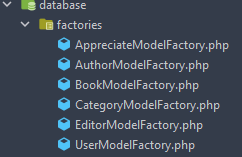 database
factories
AppreciateModelFactory.php
AuthorModelFactory.php
BookModelFactory.php
CategoryModelFactory.php
EditorModelFactory.php
UserModelFactory.php